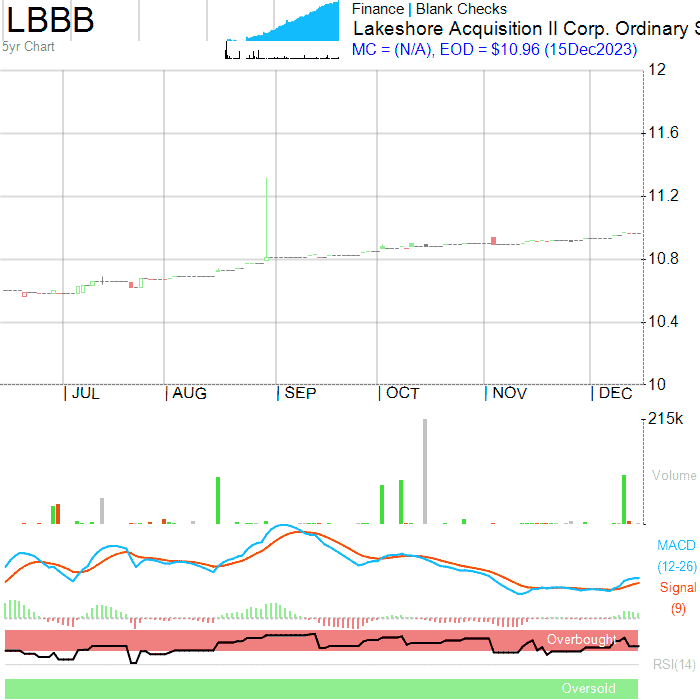 LBBB
5yr Chart
Finance | Blank Checks
Lakeshore Acquisition II Corp. Ordinary S
MC = (N/A), EOD = $10.96 (15Dec2023)
12
11.6
11.2
10.8
10.4
10
JUL AUG SEP OCT NOV DEC
215k
Volume
MACD
(12-26)
Signal
(9)
Overbought
RSI(14)
Oversold